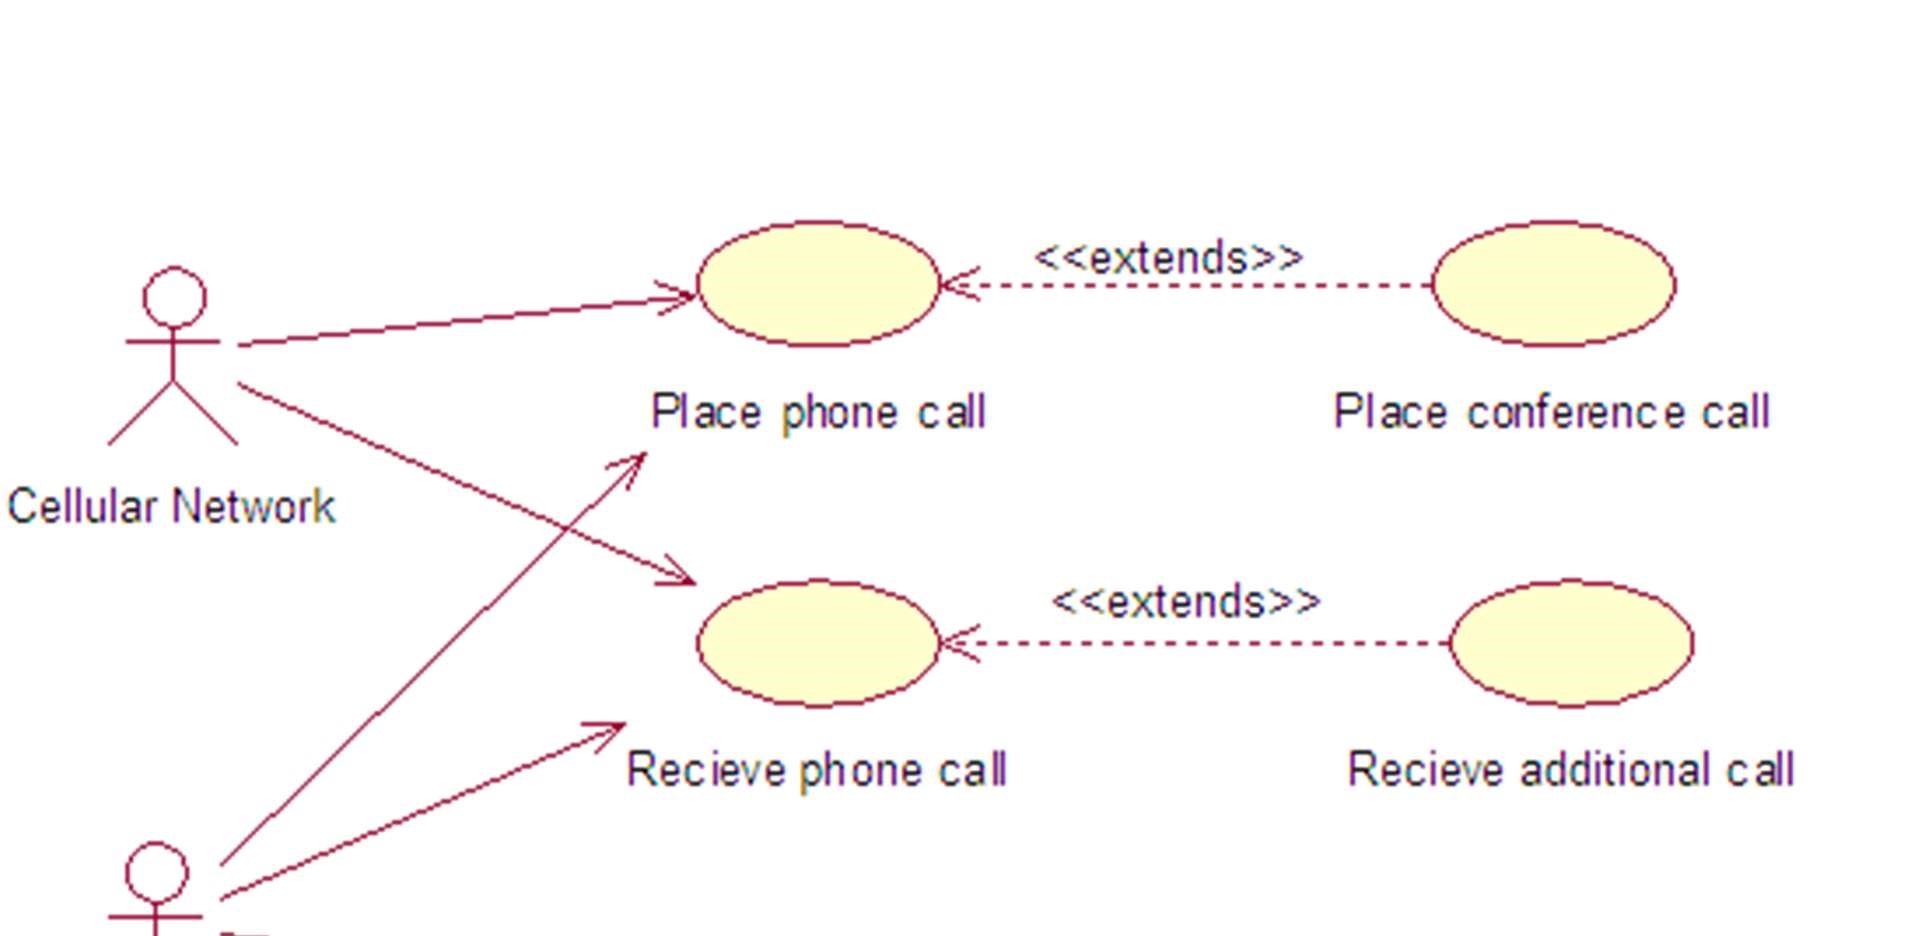 <<extends>>
Place phone call
Place conference call
Cellular Network
<<extends>>
Recieve phone call
Recieve additional call